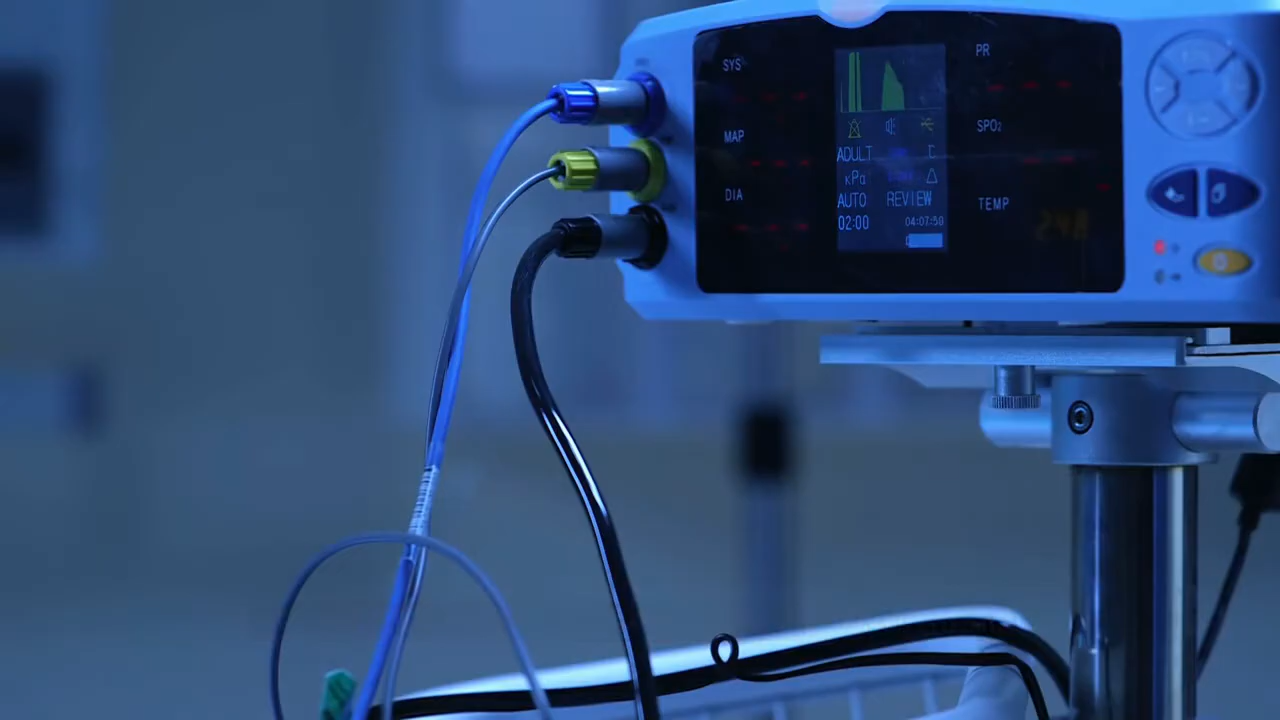 SYS
MAP
DIA
ADULT
kPa
AUTO REVIEW
02:00 04:07:50
PR
SPO₂
TEMP